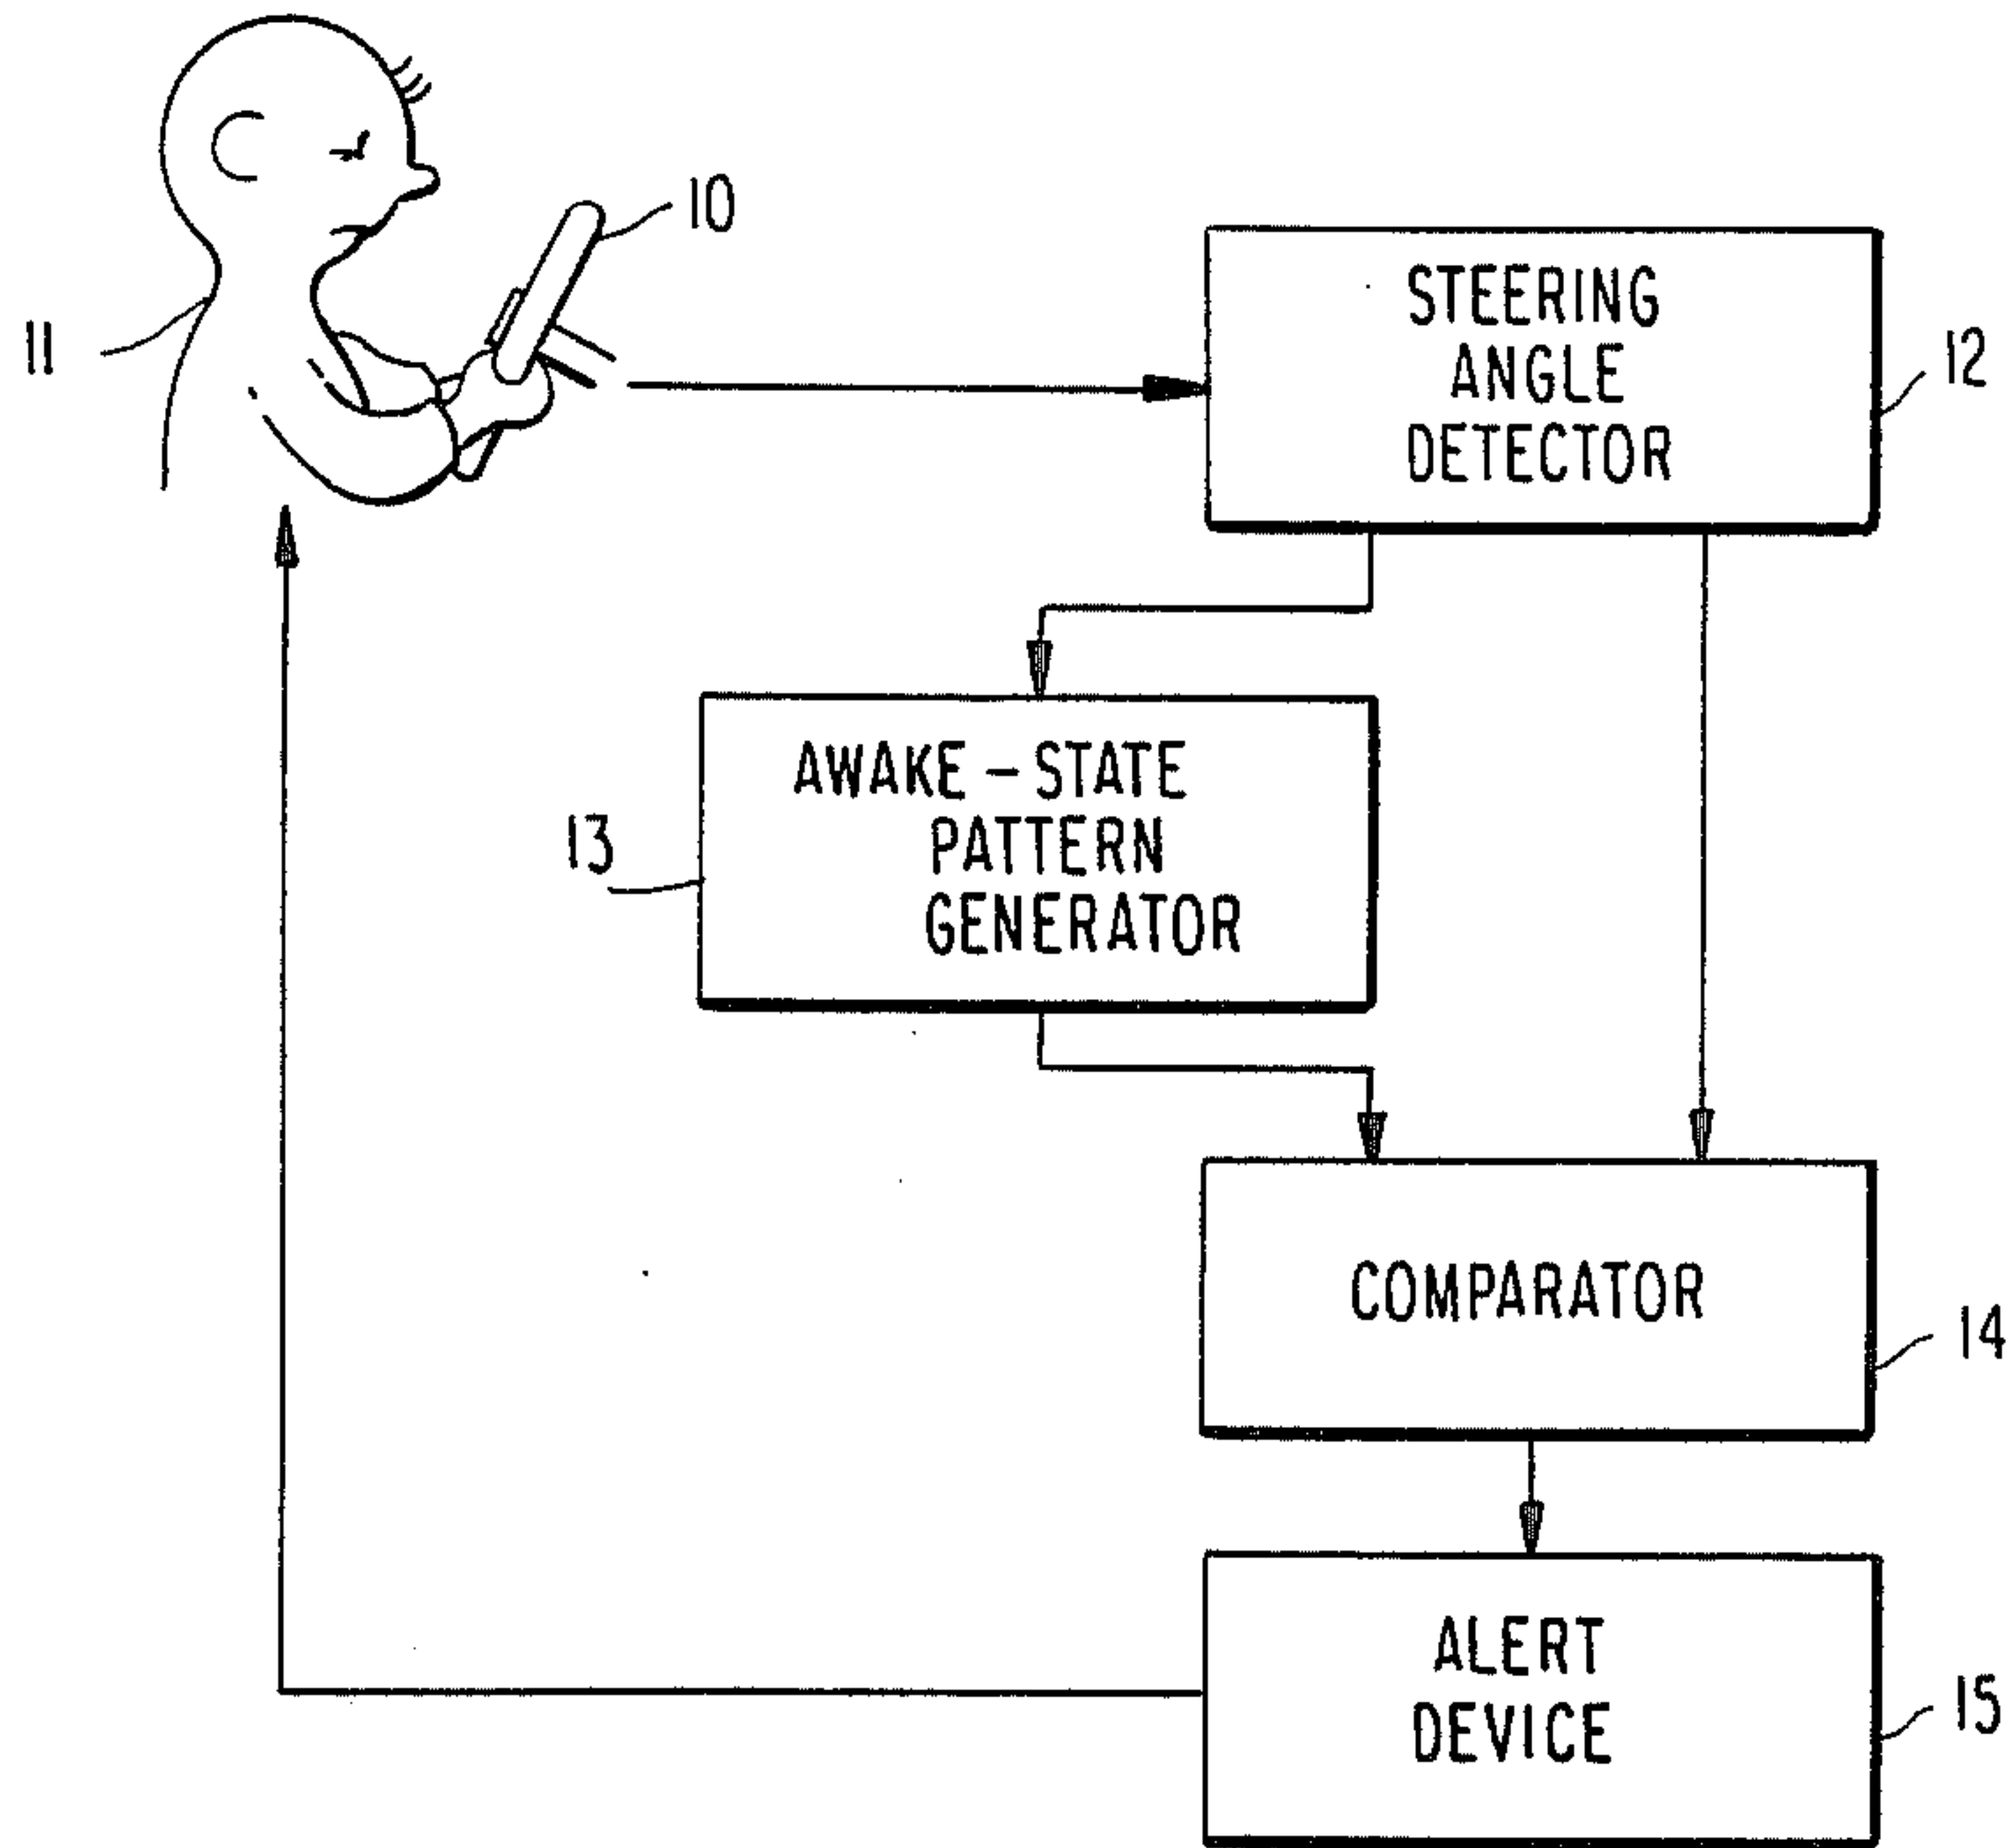 10
11
STEERING
ANGLE
DETECTOR
12
AWAKE-STATE
PATTERN
GENERATOR
13
COMPARATOR
14
ALERT
DEVICE
15